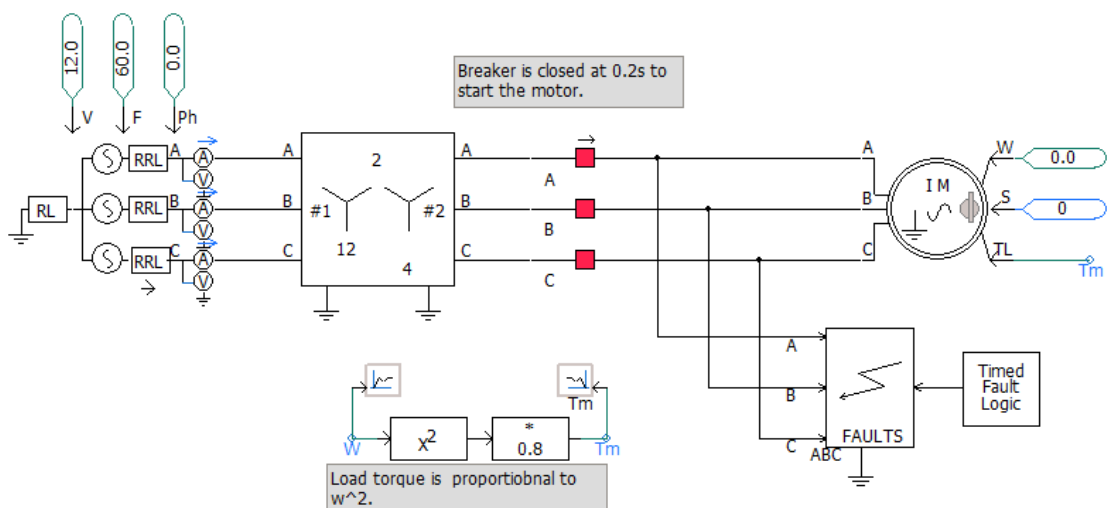 12.0
60.0
0.0
V
F
Ph
Breaker is closed at 0.2s to
start the motor.
RL
RRL
A
A
V
A
2
A
A
A
W
0.0
RRL
B
A
V
B
#1
#2
B
B
B
IM
S
0
RRL
C
A
V
C
12
4
C
C
C
TL
Tm
A
B
C
ABC
FAULTS
Timed
Fault
Logic
Tm
W
X2
*
0.8
Tm
Load torque is proportiobnal to
w^2.